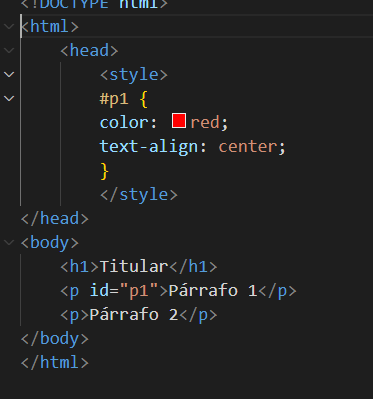 <!DOCTYPE html>
<html>
<head>
<style>
#p1 {
color: red;
text-align: center;
}
</style>
</head>
<body>
<h1>Titular</h1>
<p id="p1">Párrafo 1</p>
<p>Párrafo 2</p>
</body>
</html>